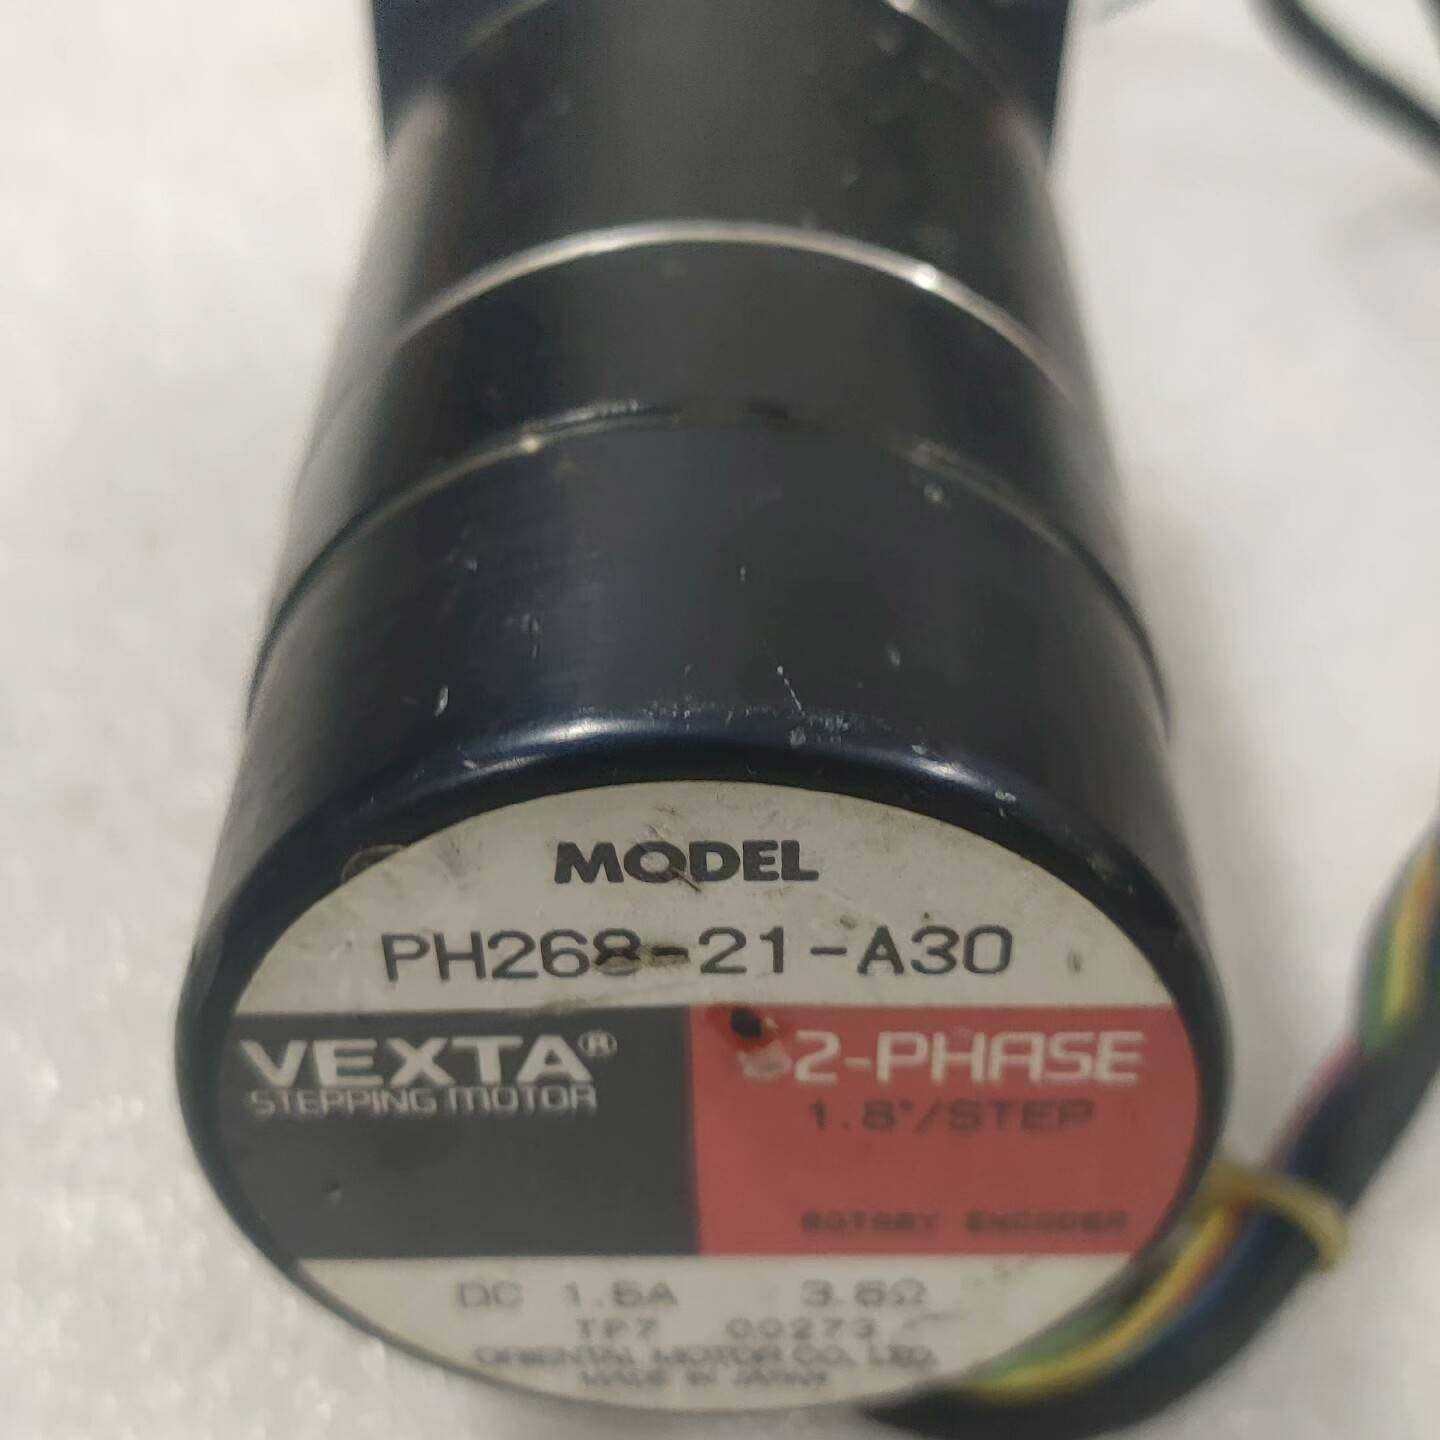 MODEL
PH268-21-A30
VEXTA® 2-PHASE
STEPPING MOTOR 1.8°/STEP
ROTARY ENCODER
DC 1.5A 3.6Ω
TP7 00273
ORIENTAL MOTOR CO., LTD.
MADE IN JAPAN